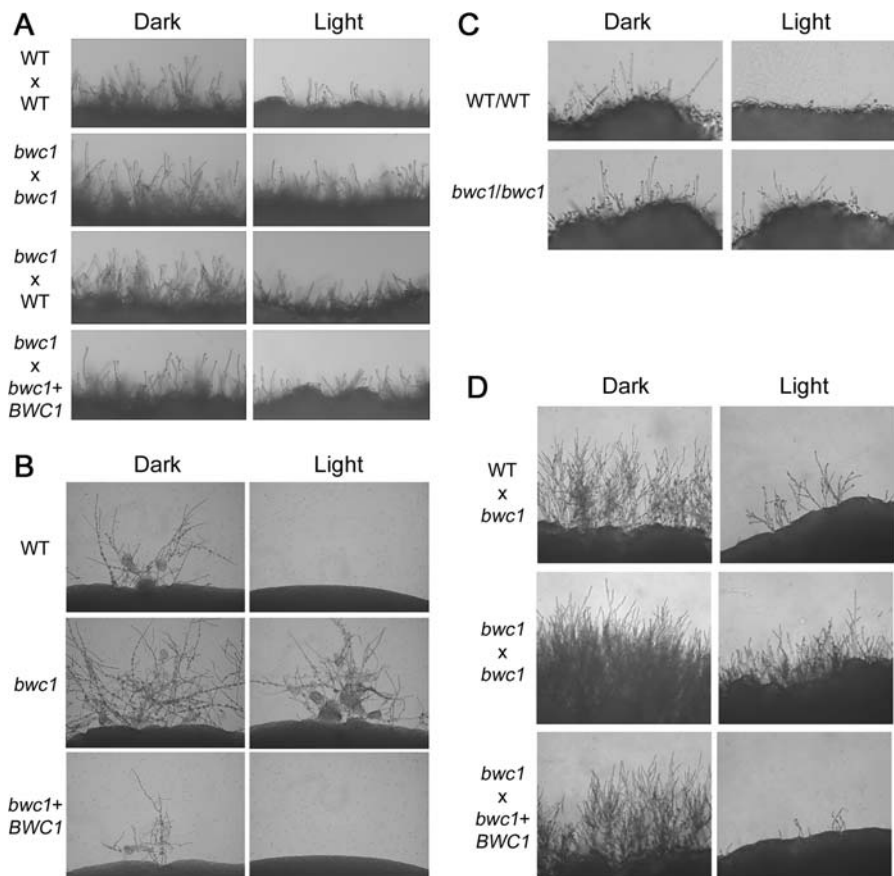 A
Dark Light
WT
x
WT
bwc1
x
bwc1
bwc1
x
WT
bwc1
x
bwc1+
BWC1
B
Dark Light
WT
bwc1
bwc1+
BWC1
C
Dark Light
WT/WT
bwc1/bwc1
D
Dark Light
WT
x
bwc1
bwc1
x
bwc1
bwc1
x
bwc1+
BWC1